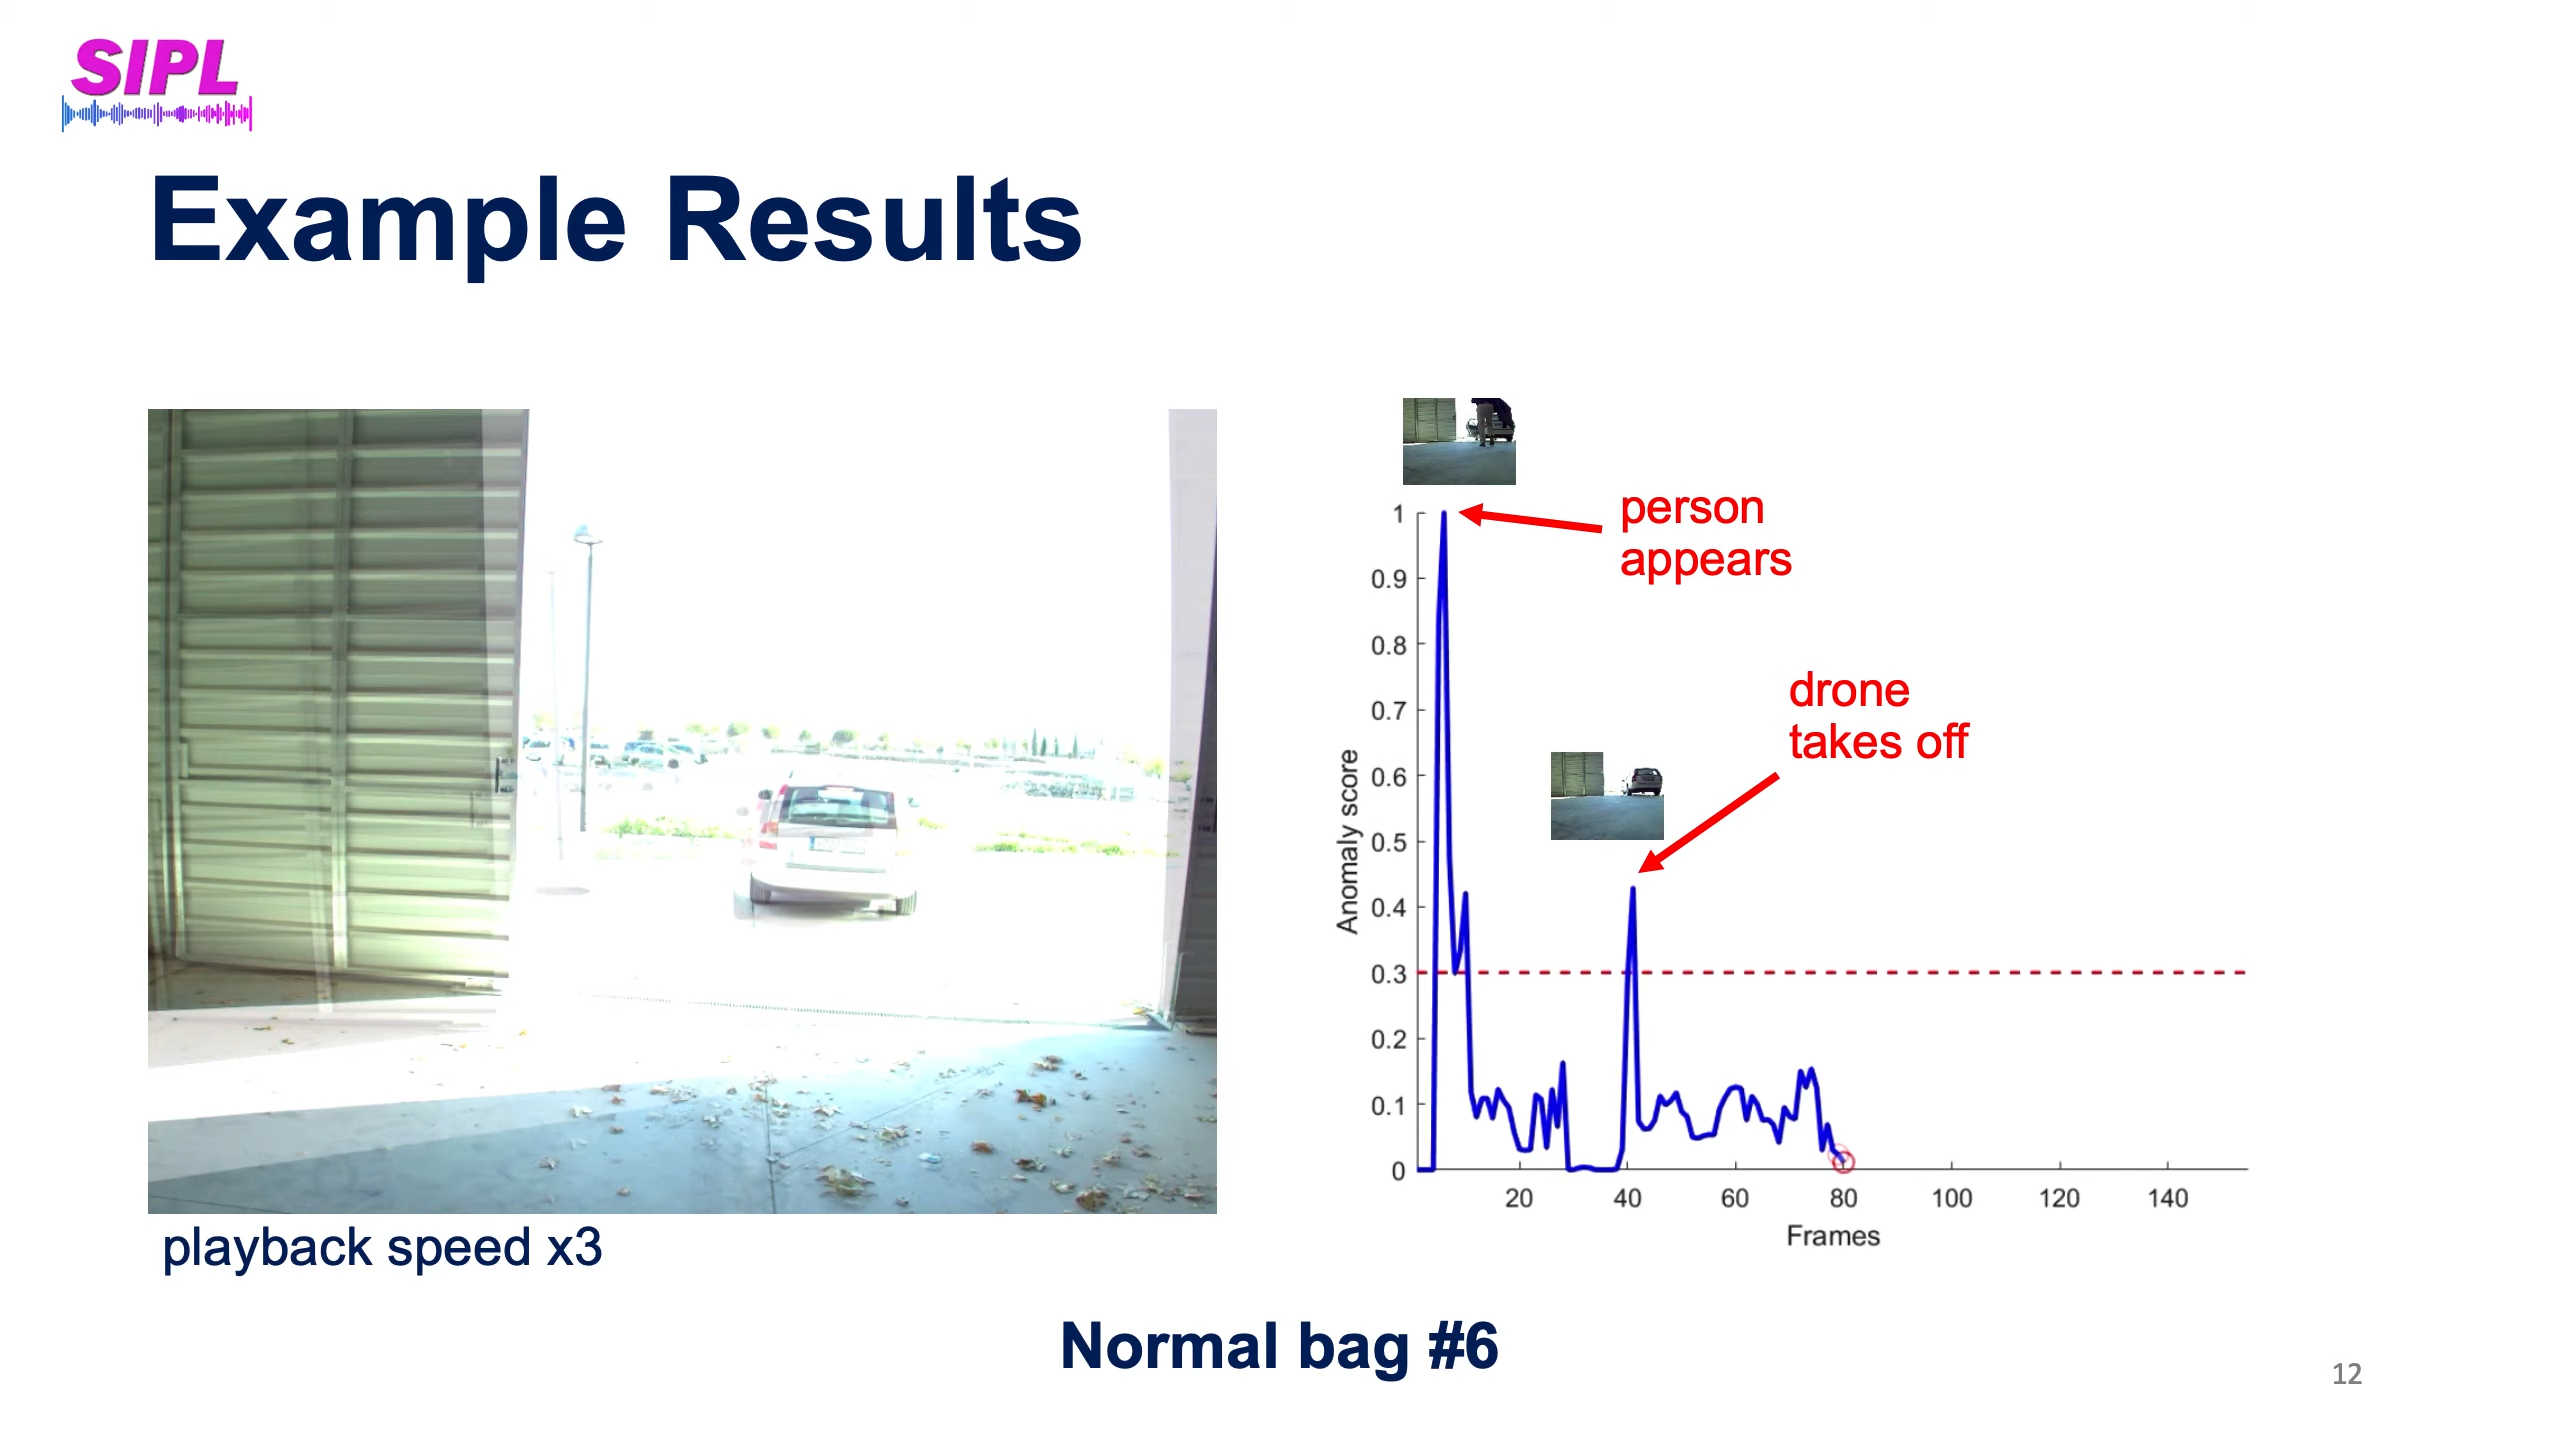 SIPL
Example Results
person
appears
drone
takes off
Anomaly score
1
0.9
0.8
0.7
0.6
0.5
0.4
0.3
0.2
0.1
0
20 40 60 80 100 120 140
Frames
playback speed x3
Normal bag #6
12